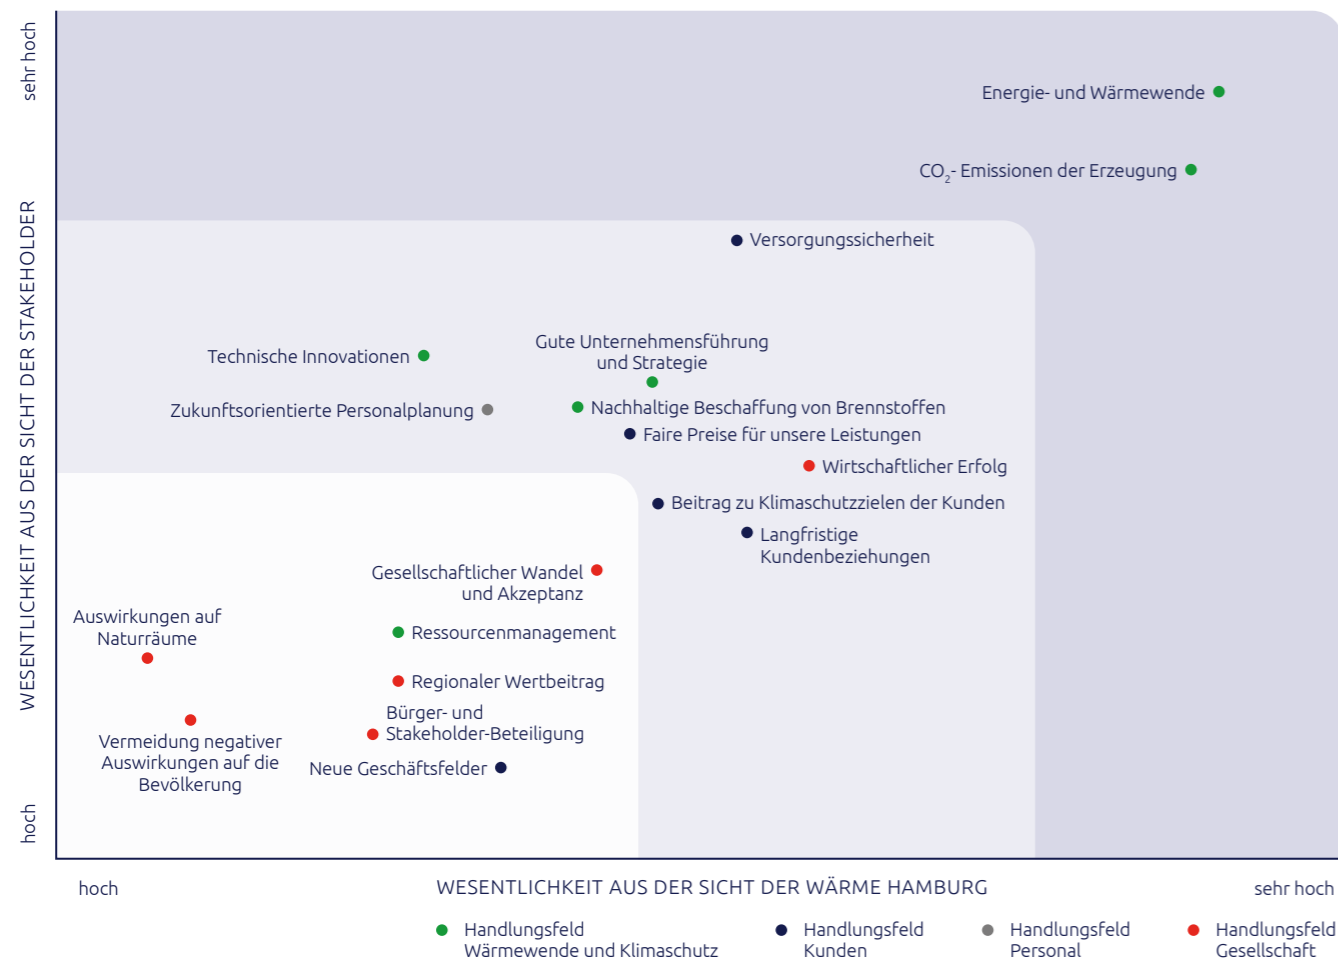 sehr hoch
WESENTLICHKEIT AUS DER SICHT DER STAKEHOLDER
hoch
Energie- und Wärmewende
CO₂- Emissionen der Erzeugung
Versorgungssicherheit
Gute Unternehmensführung
und Strategie
Technische Innovationen
Zukunftsorientierte Personalplanung
Nachhaltige Beschaffung von Brennstoffen
Faire Preise für unsere Leistungen
Wirtschaftlicher Erfolg
Beitrag zu Klimaschutzzielen der Kunden
Langfristige
Kundenbeziehungen
Gesellschaftlicher Wandel
und Akzeptanz
Auswirkungen auf
Naturräume
Ressourcenmanagement
Regionaler Wertbeitrag
Bürger- und
Stakeholder-Beteiligung
Vermeidung negativer
Auswirkungen auf die
Bevölkerung
Neue Geschäftsfelder
hoch
WESENTLICHKEIT AUS DER SICHT DER WÄRME HAMBURG
sehr hoch
Handlungsfeld
Wärmewende und Klimaschutz
Handlungsfeld
Kunden
Handlungsfeld
Personal
Handlungsfeld
Gesellschaft